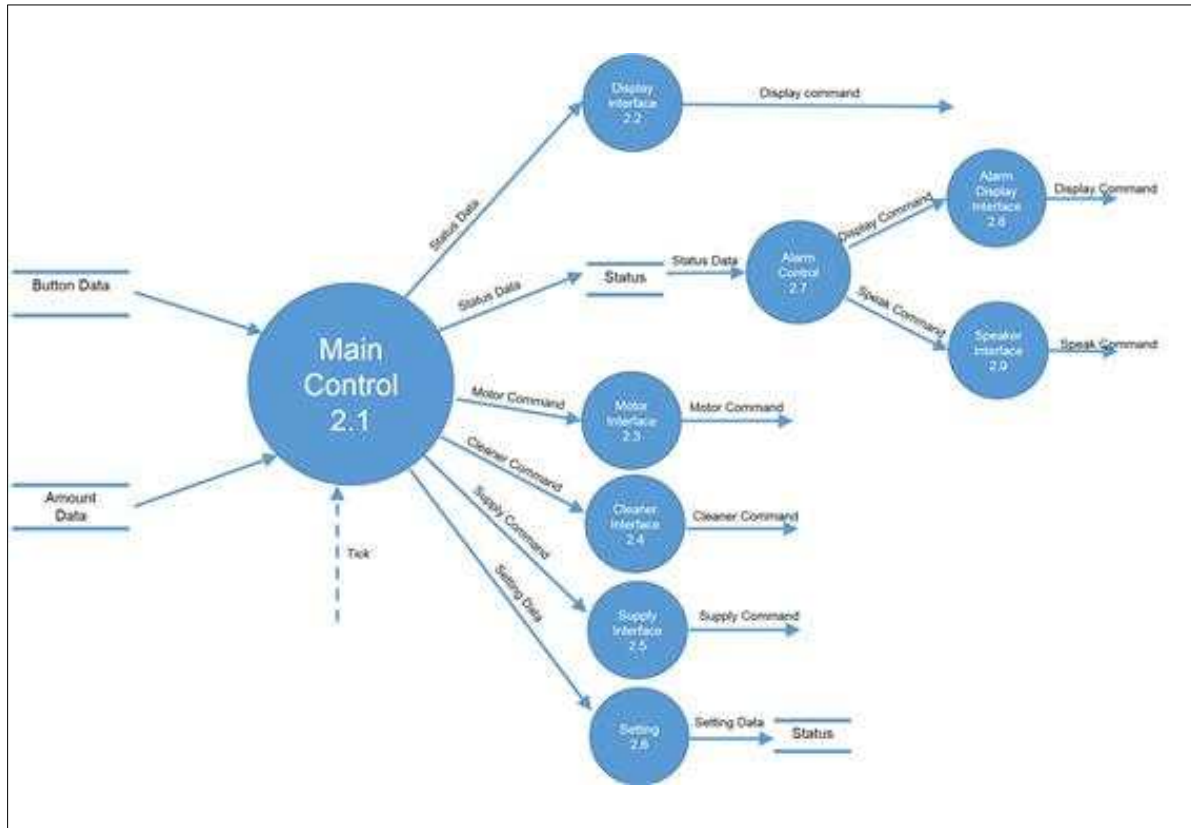 Display
Interface
2.2
Display command
Status Data
Alarm
Display
Interface
2.8
Display Command
Display Command
Button Data
Status Data
Status
Status Data
Alarm
Control
2.7
Speak Command
Speaker
Interface
2.9
Speak Command
Main
Control
2.1
Motor Command
Motor
Interface
2.3
Motor Command
Cleaner Command
Cleaner
Interface
2.4
Cleaner Command
Amount
Data
Tick
Supply Command
Supply
Interface
2.5
Supply Command
Setting Data
Setting
2.6
Setting Data
Status